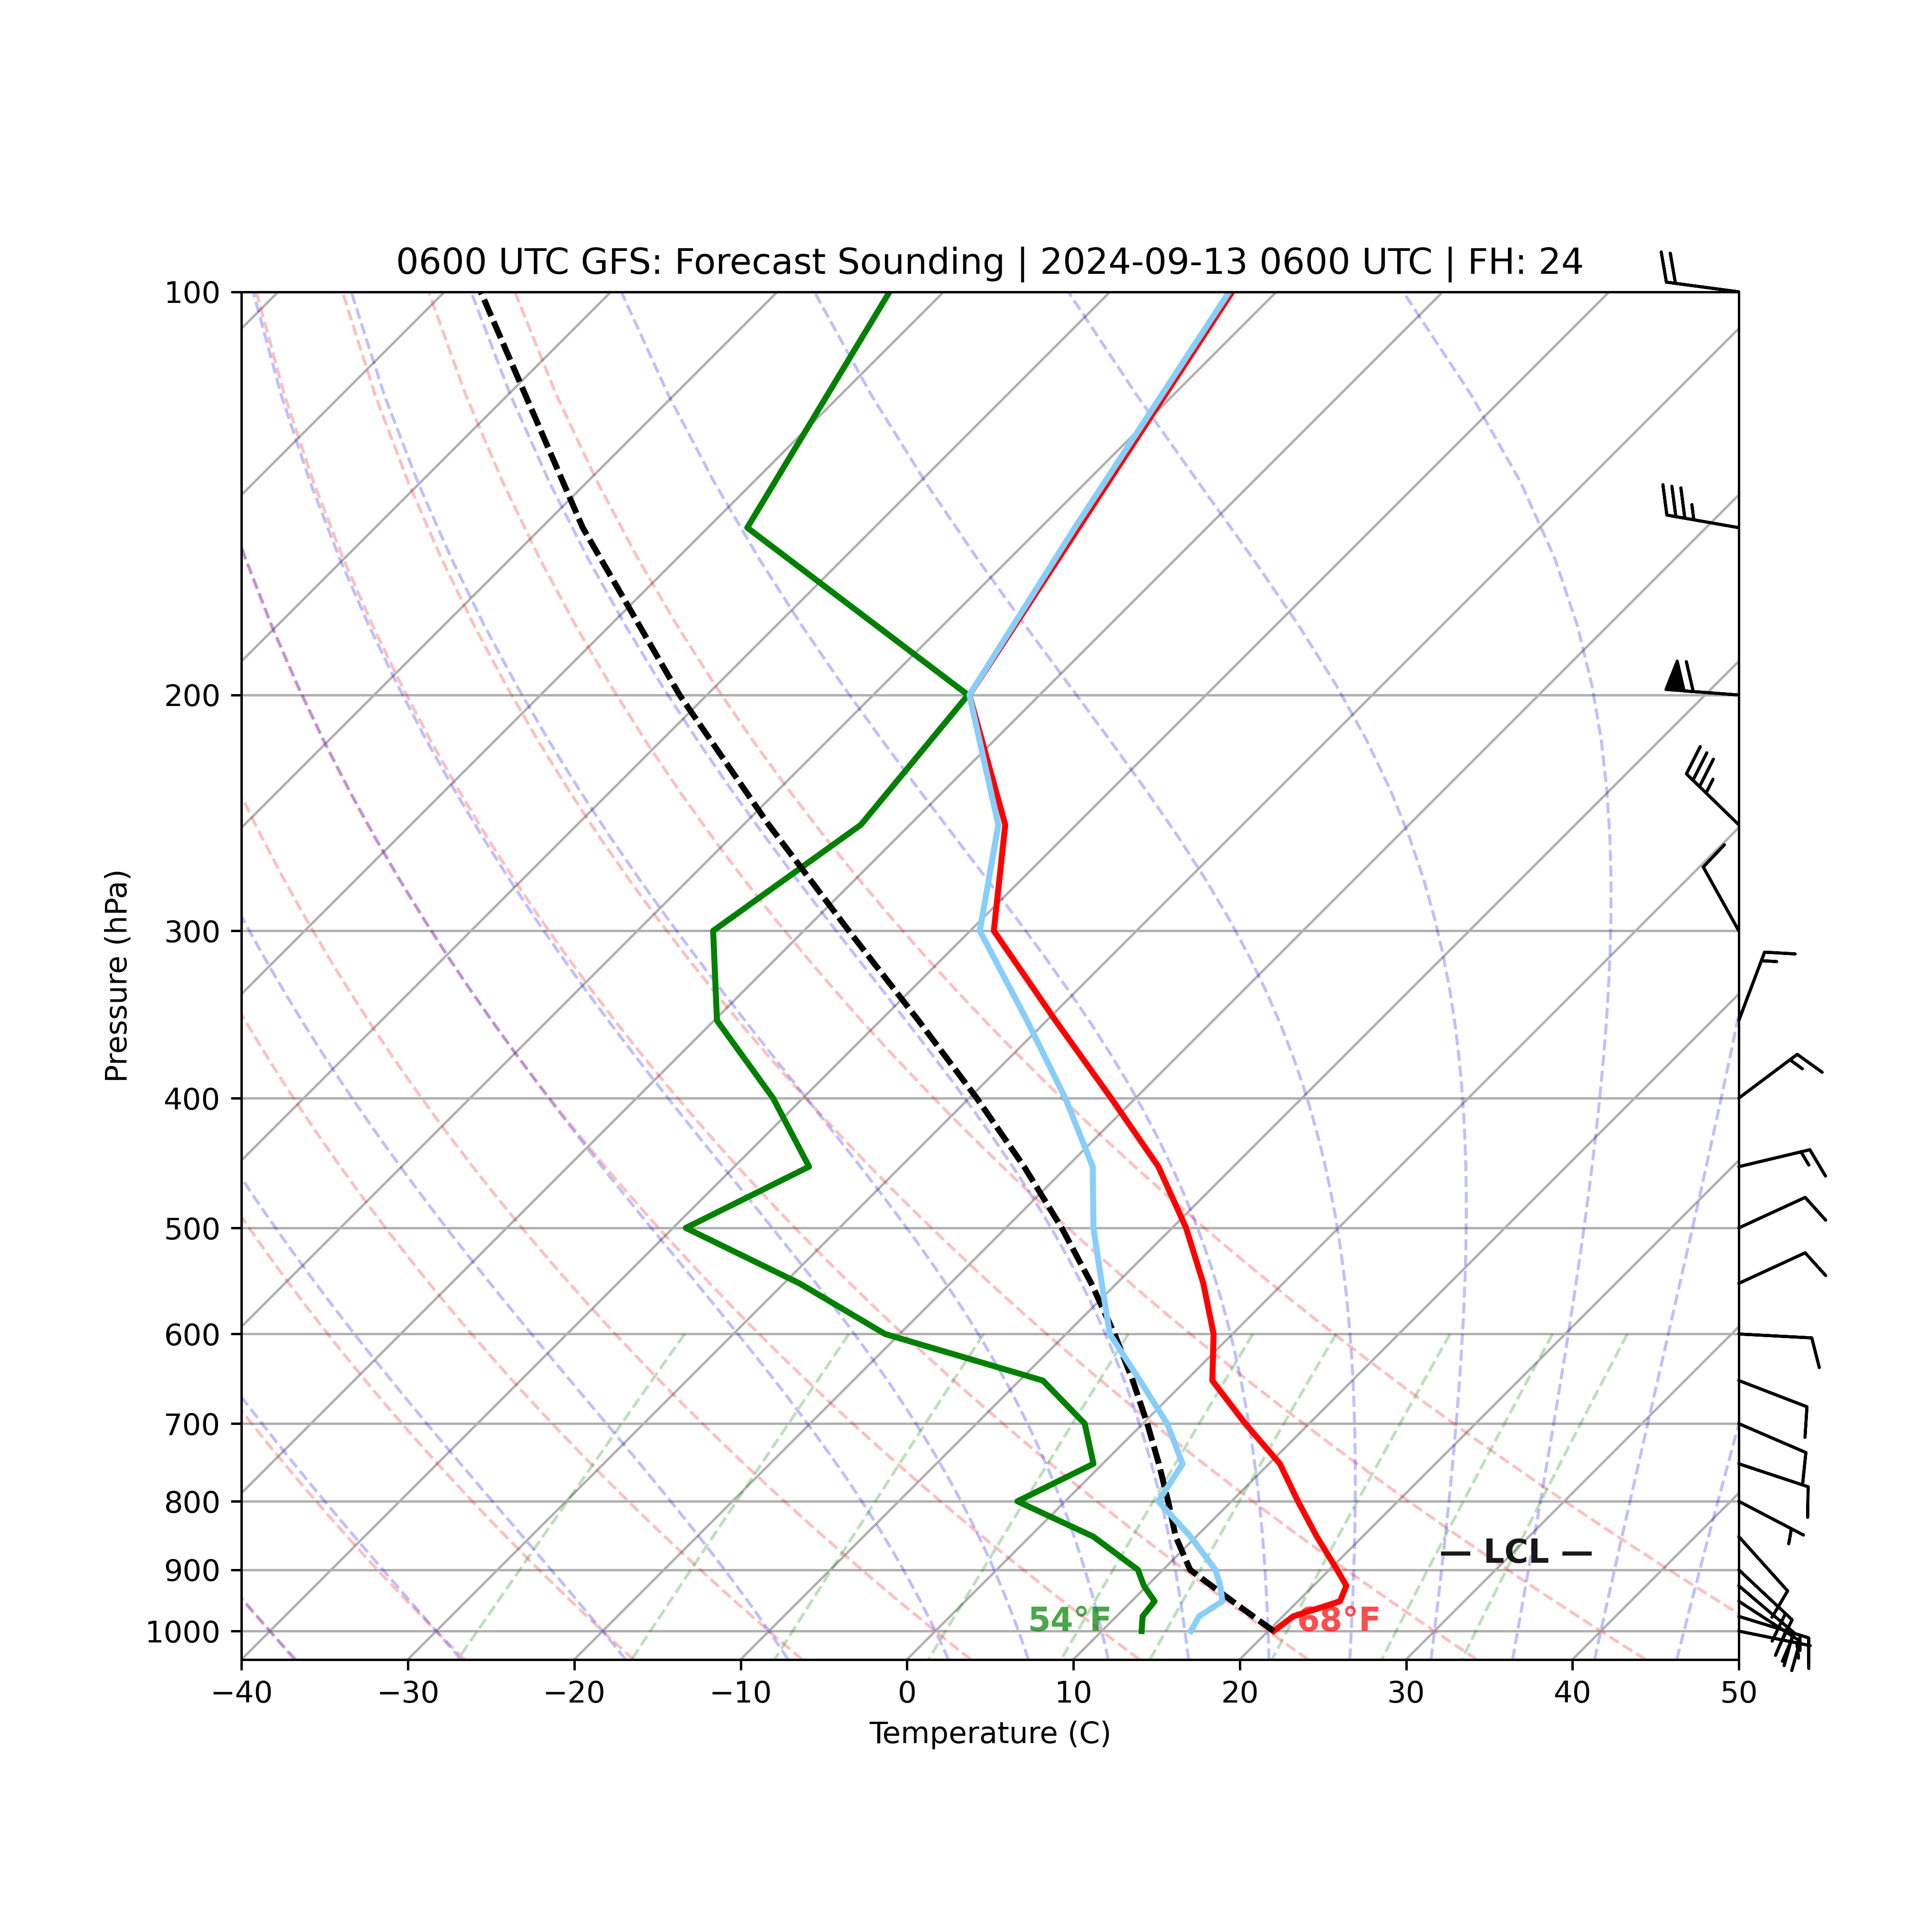 0600 UTC GFS: Forecast Sounding | 2024-09-13 0600 UTC | FH: 24
100
200
300
400
500
600
700
800
900
1000
Pressure (hPa)
— LCL —
54°F 68°F
−40 −30 −20 −10 0 10 20 30 40 50
Temperature (C)